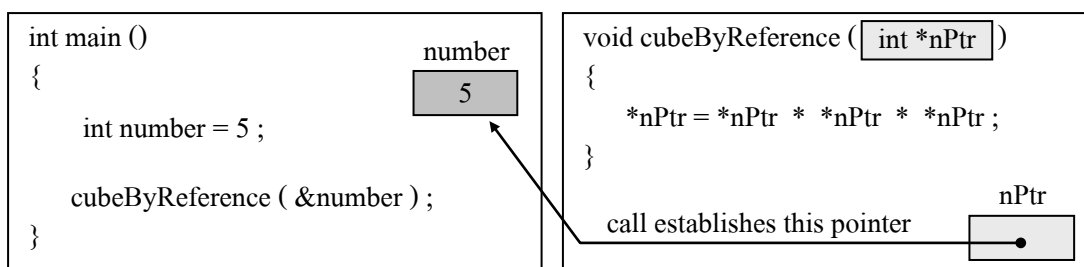 int main ()
{
number
5
int number = 5 ;
cubeByReference ( &number ) ;
}
void cubeByReference ( int *nPtr )
{
*nPtr = *nPtr * *nPtr * *nPtr ;
}
nPtr
call establishes this pointer